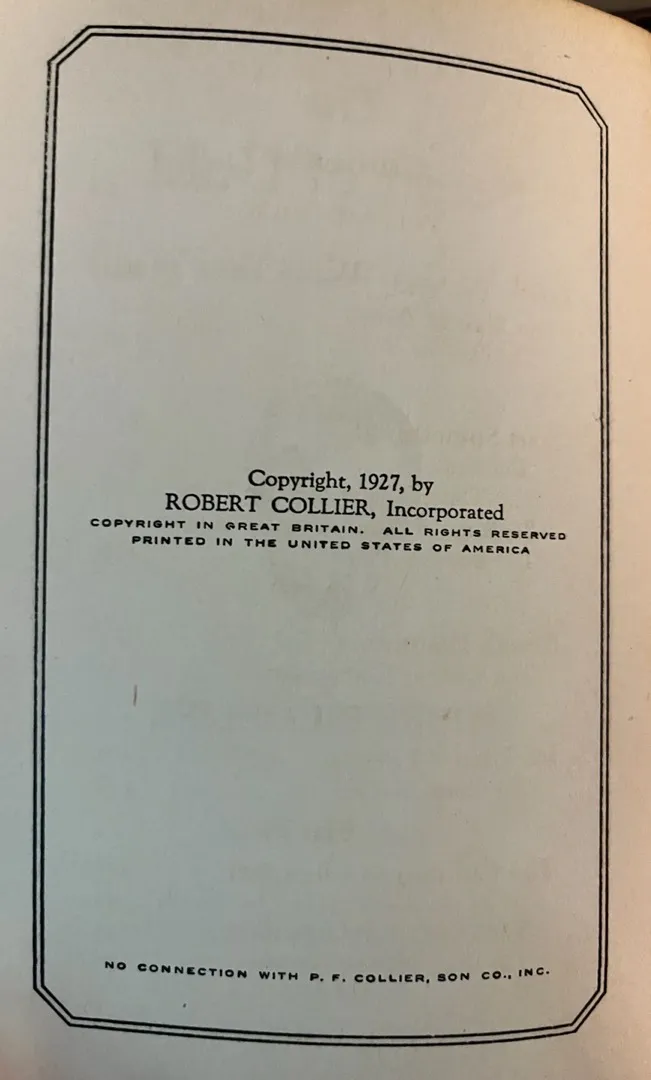 Copyright, 1927, by
ROBERT COLLIER, Incorporated
COPYRIGHT IN GREAT BRITAIN. ALL RIGHTS RESERVED
PRINTED IN THE UNITED STATES OF AMERICA
NO CONNECTION WITH P. F. COLLIER, SON CO., INC.